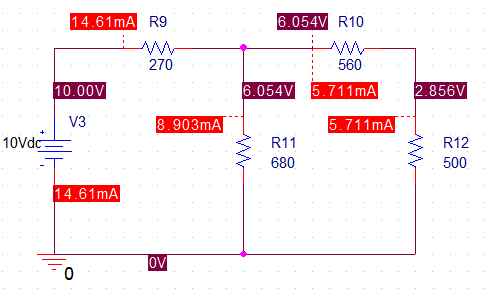 14.61mA
R9
6.054V
R10
270
560
10.00V
6.054V
5.711mA
2.856V
V3
8.903mA
5.711mA
+
10Vdc
R11
R12
-
680
500
14.61mA
0V
0